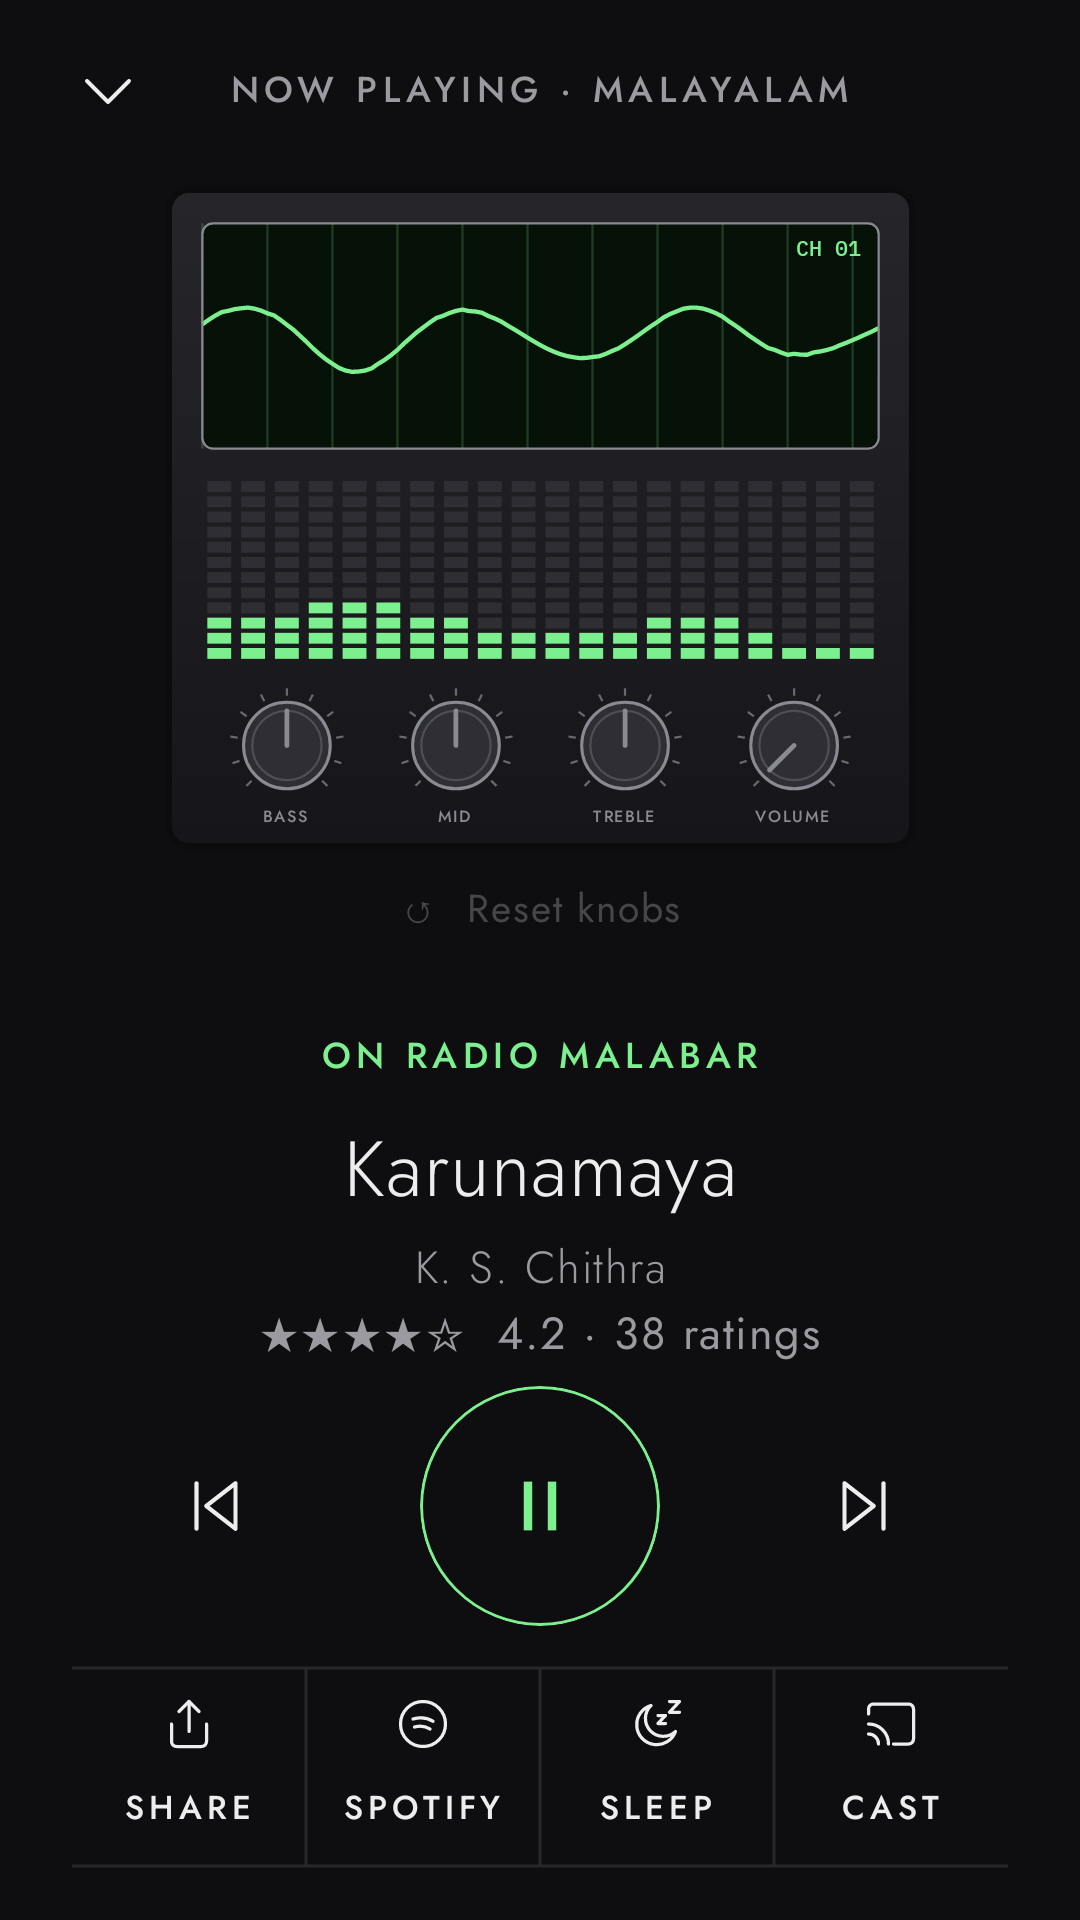 NOW PLAYING · MALAYALAM
CH 01
BASS MID TREBLE VOLUME
Reset knobs
ON RADIO MALABAR
Karunamaya
K. S. Chithra
★★★★☆ 4.2 · 38 ratings
SHARE SPOTIFY SLEEP CAST